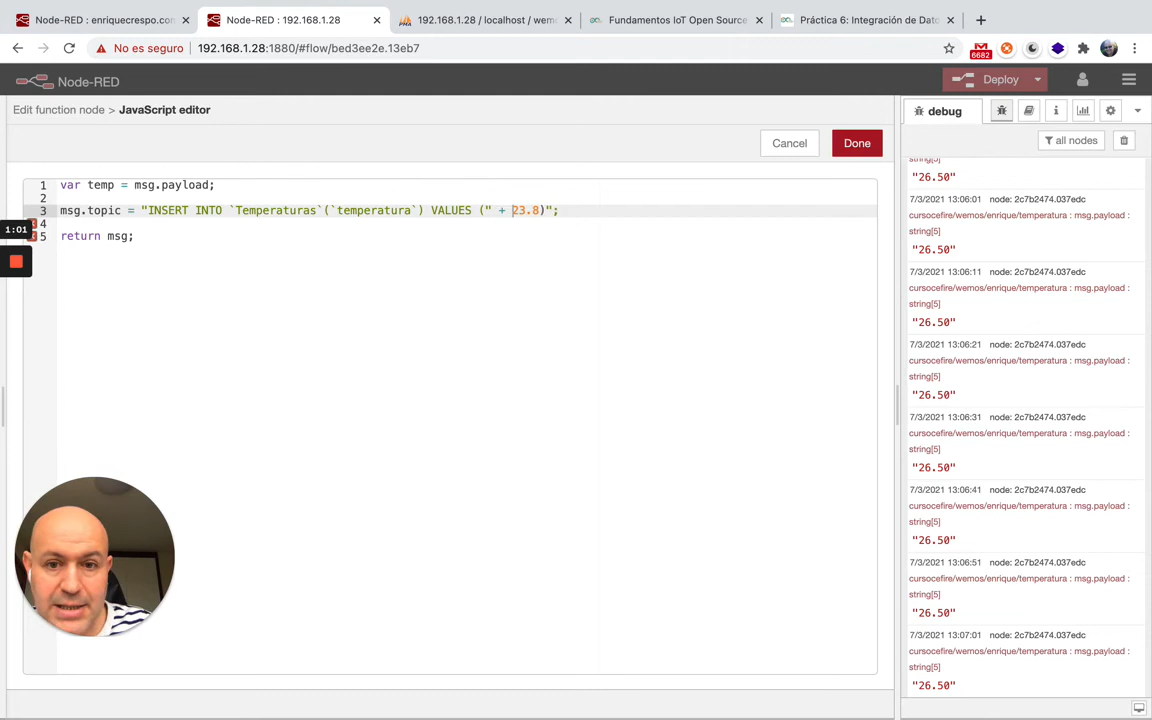 Node-RED : enriquecrespo.con
Node-RED : 192.168.1.28
192.168.1.28 / localhost / wemo
Fundamentos IoT Open Source
Práctica 6: Integración de Dato
No es seguro
192.168.1.28:1880/#flow/bed3ee2e.13eb7
6682
Node-RED
Deploy
Edit function node > JavaScript editor
Cancel
Done
1 var temp = msg.payload;
2
3 msg.topic = "INSERT INTO `Temperaturas`(`temperatura`) VALUES (" + 23.8)";
4
5 return msg;
1:01
debug
all nodes
string[5]
"26.50"
7/3/2021 13:06:01 node: 2c7b2474.037edc
cursocefire/wemos/enrique/temperatura : msg.payload :
string[5]
"26.50"
7/3/2021 13:06:11 node: 2c7b2474.037edc
cursocefire/wemos/enrique/temperatura : msg.payload :
string[5]
"26.50"
7/3/2021 13:06:21 node: 2c7b2474.037edc
cursocefire/wemos/enrique/temperatura : msg.payload :
string[5]
"26.50"
7/3/2021 13:06:31 node: 2c7b2474.037edc
cursocefire/wemos/enrique/temperatura : msg.payload :
string[5]
"26.50"
7/3/2021 13:06:41 node: 2c7b2474.037edc
cursocefire/wemos/enrique/temperatura : msg.payload :
string[5]
"26.50"
7/3/2021 13:06:51 node: 2c7b2474.037edc
cursocefire/wemos/enrique/temperatura : msg.payload :
string[5]
"26.50"
7/3/2021 13:07:01 node: 2c7b2474.037edc
cursocefire/wemos/enrique/temperatura : msg.payload :
string[5]
"26.50"